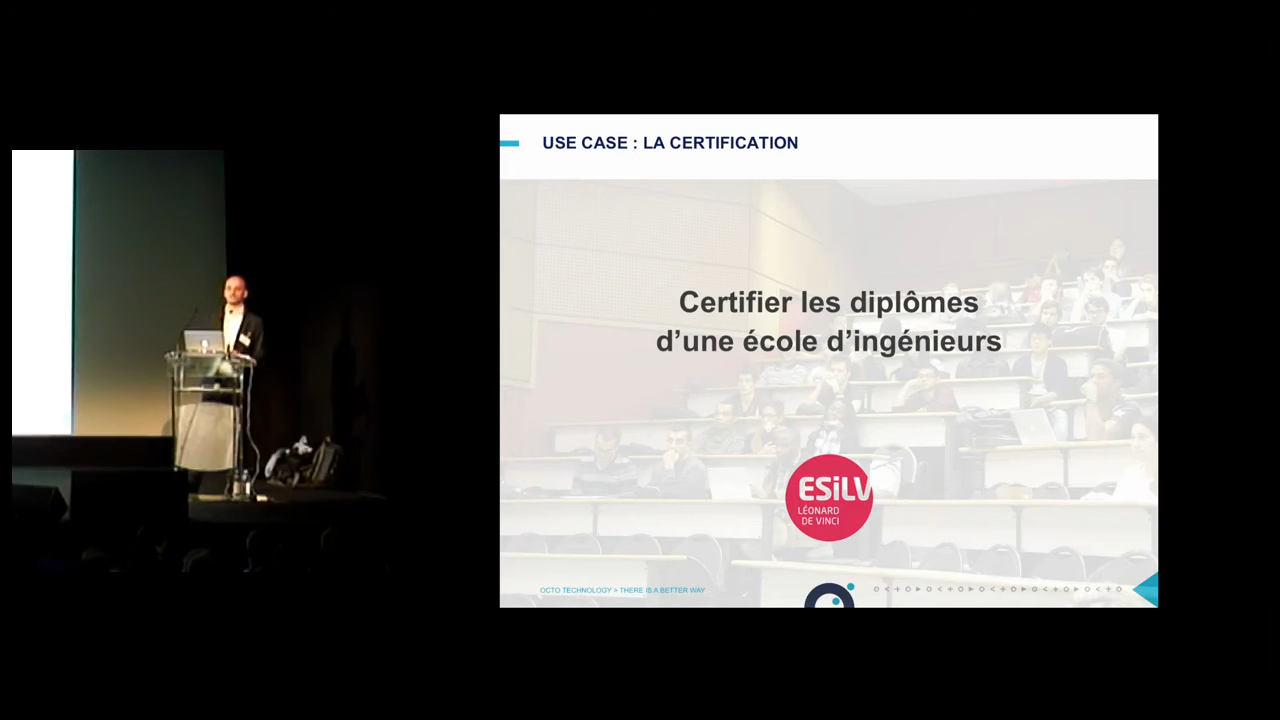 USE CASE : LA CERTIFICATION
Certifier les diplômes
d’une école d’ingénieurs
ESiLV
LÉONARD
DE VINCI
OCTO TECHNOLOGY > THERE IS A BETTER WAY